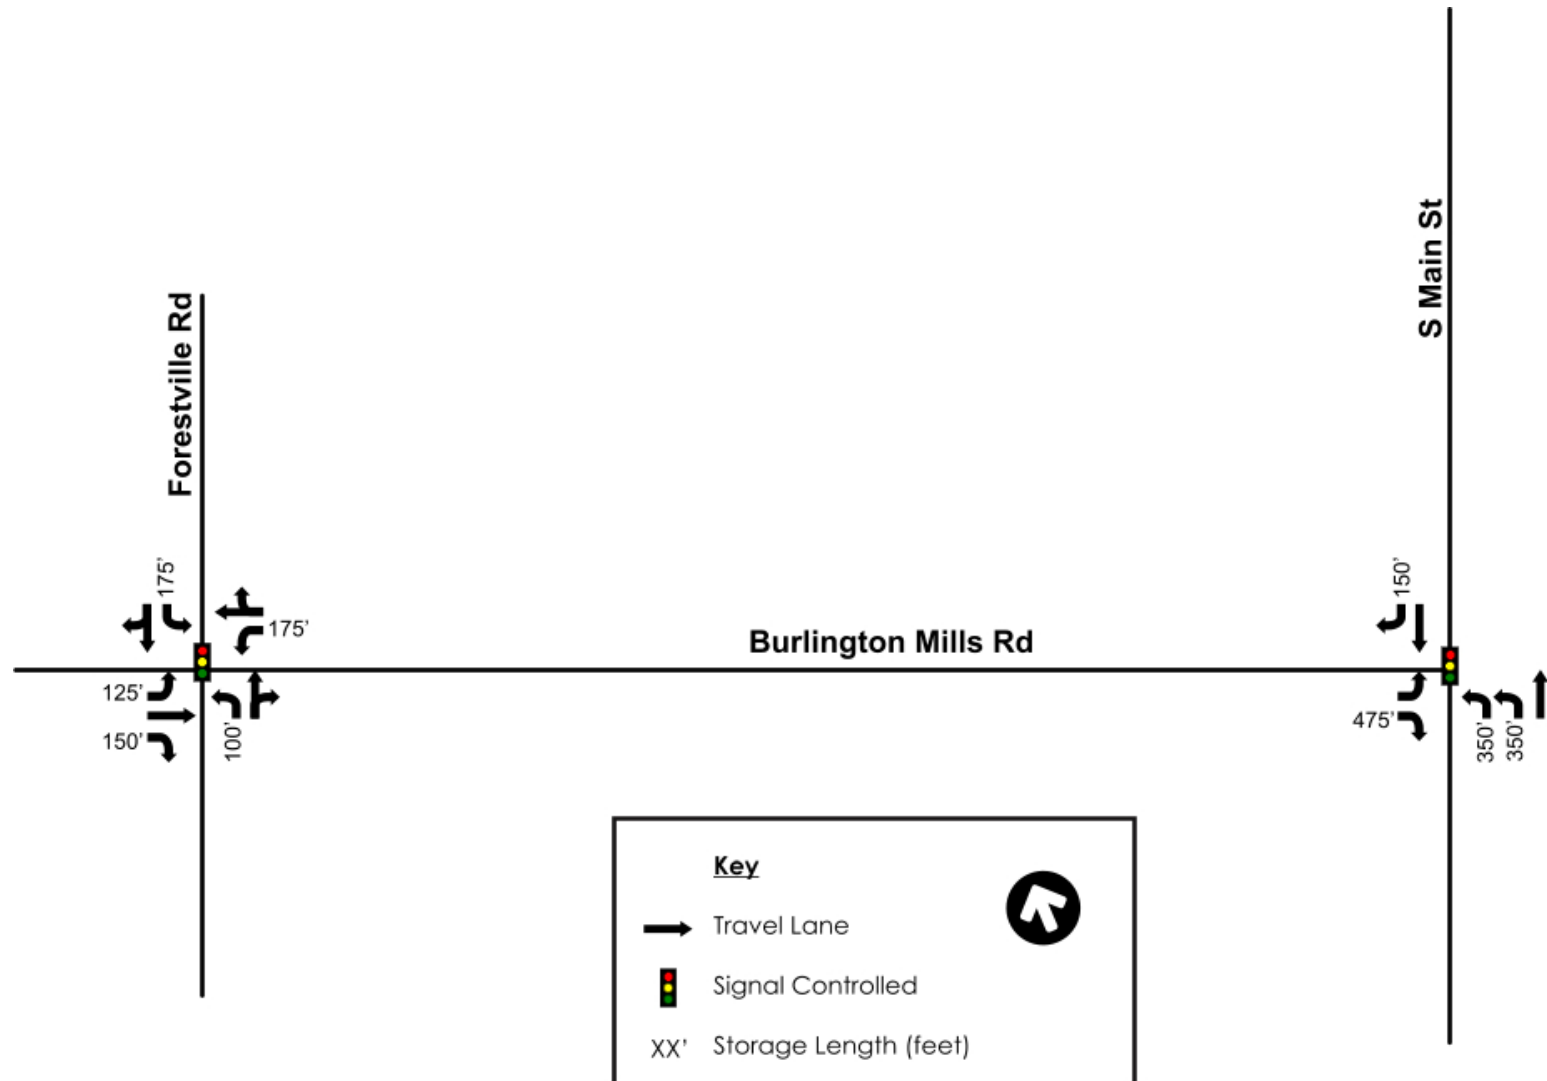 S Main St
Forestville Rd
175’
150’
175’
Burlington Mills Rd
125’
150’
100’
475’
350’
350’
Key
Travel Lane
Signal Controlled
XX’ Storage Length (feet)